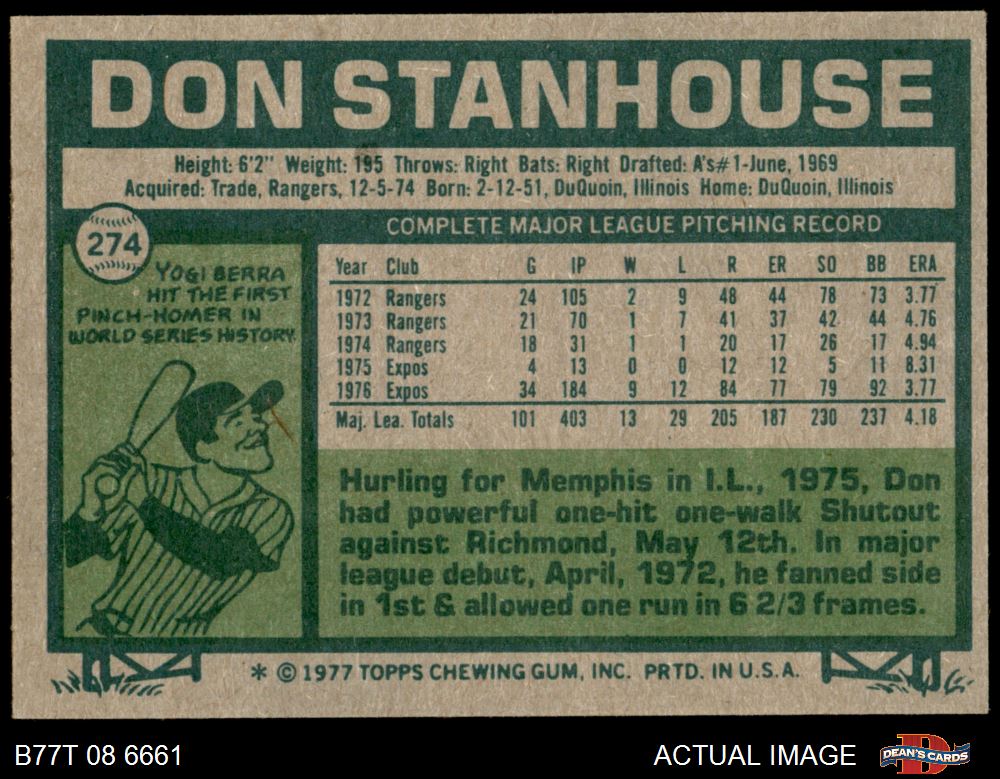 DON STANHOUSE
Height: 6'2" Weight: 195 Throws: Right Bats: Right Drafted: A's#1-June, 1969
Acquired: Trade, Rangers, 12-5-74 Born: 2-12-51, DuQuoin, Illinois Home: DuQuoin, Illinois
274
YOGI BERRA
HIT THE FIRST
PINCH-HOMER IN
WORLD SERIES HISTORY.
COMPLETE MAJOR LEAGUE PITCHING RECORD
Year Club G IP W L R ER SO BB ERA
1972 Rangers 24 105 2 9 48 44 78 73 3.77
1973 Rangers 21 70 1 7 41 37 42 44 4.76
1974 Rangers 18 31 1 1 20 17 26 17 4.94
1975 Expos 4 13 0 0 12 12 5 11 8.31
1976 Expos 34 184 9 12 84 77 79 92 3.77
Maj. Lea. Totals 101 403 13 29 205 187 230 237 4.18
Hurling for Memphis in I.L., 1975, Don
had powerful one-hit one-walk Shutout
against Richmond, May 12th. In major
league debut, April, 1972, he fanned side
in 1st & allowed one run in 6 2/3 frames.
* © 1977 TOPPS CHEWING GUM, INC. PRTD. IN U.S.A.
B77T 08 6661
ACTUAL IMAGE
DEAN'S CARDS